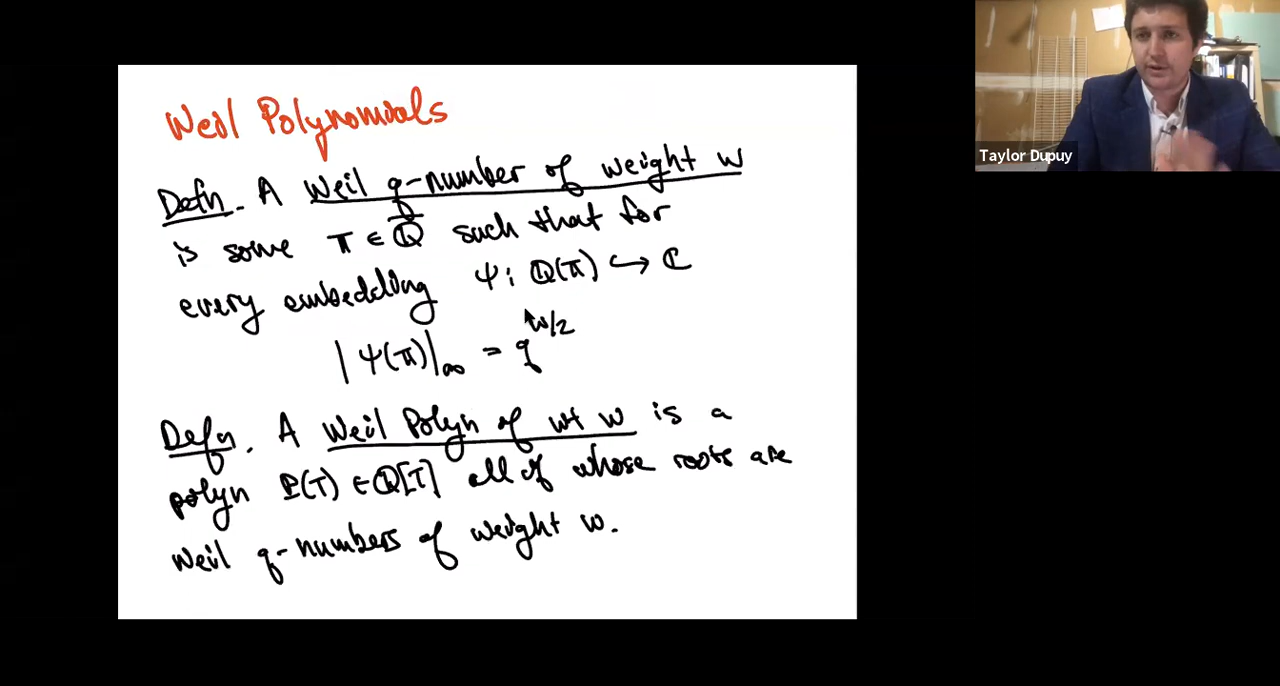 Weil Polynomials
Defn. A Weil q-number of weight w
is some π ∈ Q̅ such that for
every embedding ψ: Q(π) ↪ ℂ
|ψ(π)|∞ = q^{w/2}
Defn. A Weil Polyn of wt w is a
polyn P(T) ∈ Q[T] all of whose roots are
Weil q-numbers of weight w.
Taylor Dupuy